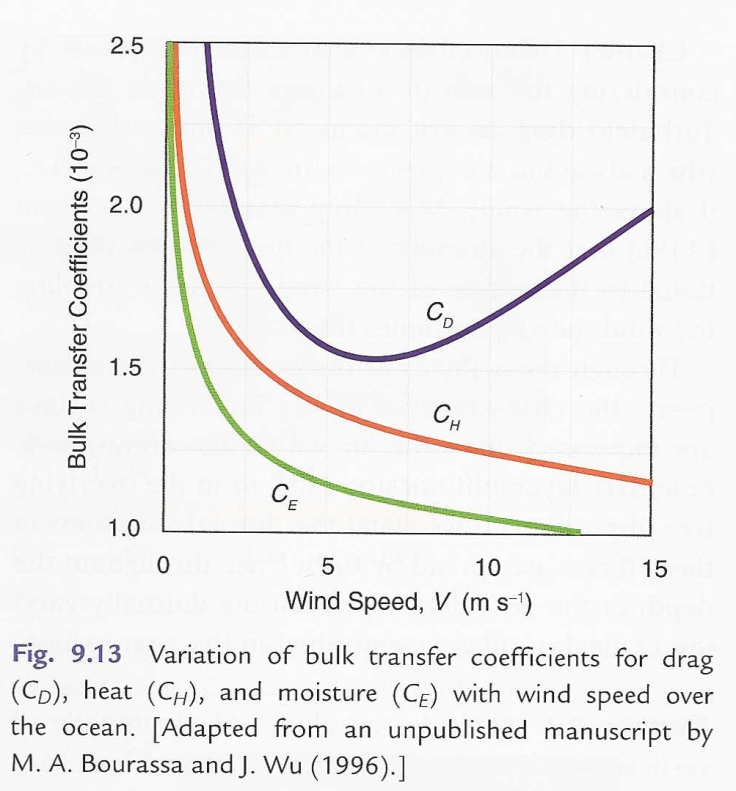 2.5
2.0
1.5
1.0
Bulk Transfer Coefficients (10⁻³)
C_D
C_H
C_E
0 5 10 15
Wind Speed, V (m s⁻¹)
Fig. 9.13 Variation of bulk transfer coefficients for drag
(C_D), heat (C_H), and moisture (C_E) with wind speed over
the ocean. [Adapted from an unpublished manuscript by
M. A. Bourassa and J. Wu (1996).]